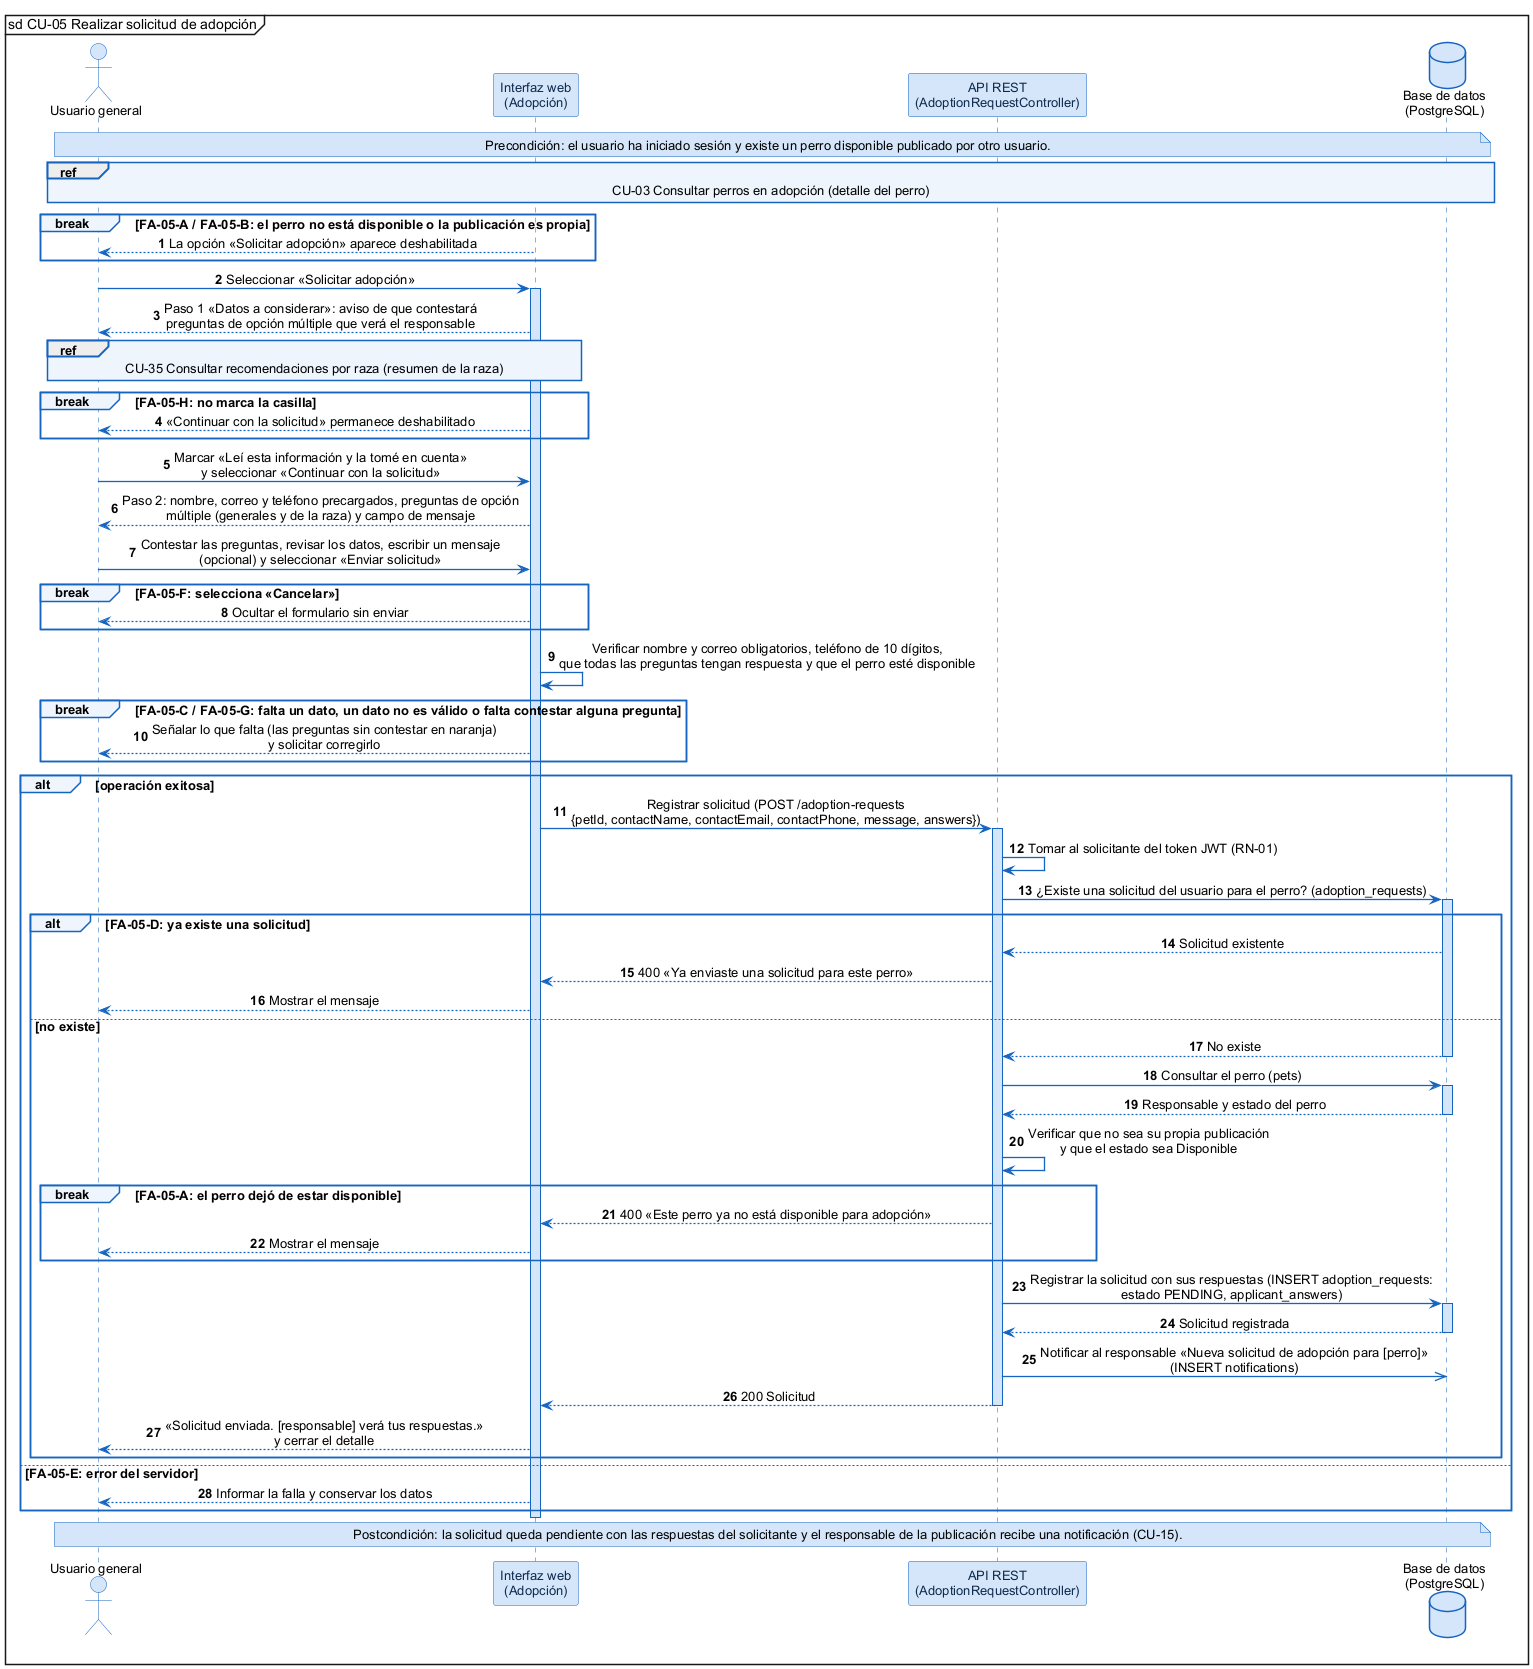 sd CU-05 Realizar solicitud de adopción
Usuario general
Interfaz web
(Adopción)
API REST
(AdoptionRequestController)
Base de datos
(PostgreSQL)
Precondición: el usuario ha iniciado sesión y existe un perro disponible publicado por otro usuario.
ref
CU-03 Consultar perros en adopción (detalle del perro)
break [FA-05-A / FA-05-B: el perro no está disponible o la publicación es propia]
1 La opción «Solicitar adopción» aparece deshabilitada
2 Seleccionar «Solicitar adopción»
3 Paso 1 «Datos a considerar»: aviso de que contestará
preguntas de opción múltiple que verá el responsable
ref
CU-35 Consultar recomendaciones por raza (resumen de la raza)
break [FA-05-H: no marca la casilla]
4 «Continuar con la solicitud» permanece deshabilitado
5 Marcar «Leí esta información y la tomé en cuenta»
y seleccionar «Continuar con la solicitud»
6 Paso 2: nombre, correo y teléfono precargados, preguntas de opción
múltiple (generales y de la raza) y campo de mensaje
7 Contestar las preguntas, revisar los datos, escribir un mensaje
(opcional) y seleccionar «Enviar solicitud»
break [FA-05-F: selecciona «Cancelar»]
8 Ocultar el formulario sin enviar
9 Verificar nombre y correo obligatorios, teléfono de 10 dígitos,
que todas las preguntas tengan respuesta y que el perro esté disponible
break [FA-05-C / FA-05-G: falta un dato, un dato no es válido o falta contestar alguna pregunta]
10 Señalar lo que falta (las preguntas sin contestar en naranja)
y solicitar corregirlo
alt [operación exitosa]
11 Registrar solicitud (POST /adoption-requests
{petId, contactName, contactEmail, contactPhone, message, answers})
12 Tomar al solicitante del token JWT (RN-01)
13 ¿Existe una solicitud del usuario para el perro? (adoption_requests)
alt [FA-05-D: ya existe una solicitud]
14 Solicitud existente
15 400 «Ya enviaste una solicitud para este perro»
16 Mostrar el mensaje
[no existe]
17 No existe
18 Consultar el perro (pets)
19 Responsable y estado del perro
20 Verificar que no sea su propia publicación
y que el estado sea Disponible
break [FA-05-A: el perro dejó de estar disponible]
21 400 «Este perro ya no está disponible para adopción»
22 Mostrar el mensaje
23 Registrar la solicitud con sus respuestas (INSERT adoption_requests:
estado PENDING, applicant_answers)
24 Solicitud registrada
25 Notificar al responsable «Nueva solicitud de adopción para [perro]»
(INSERT notifications)
26 200 Solicitud
27 «Solicitud enviada. [responsable] verá tus respuestas.»
y cerrar el detalle
[FA-05-E: error del servidor]
28 Informar la falla y conservar los datos
Postcondición: la solicitud queda pendiente con las respuestas del solicitante y el responsable de la publicación recibe una notificación (CU-15).
Usuario general
Interfaz web
(Adopción)
API REST
(AdoptionRequestController)
Base de datos
(PostgreSQL)